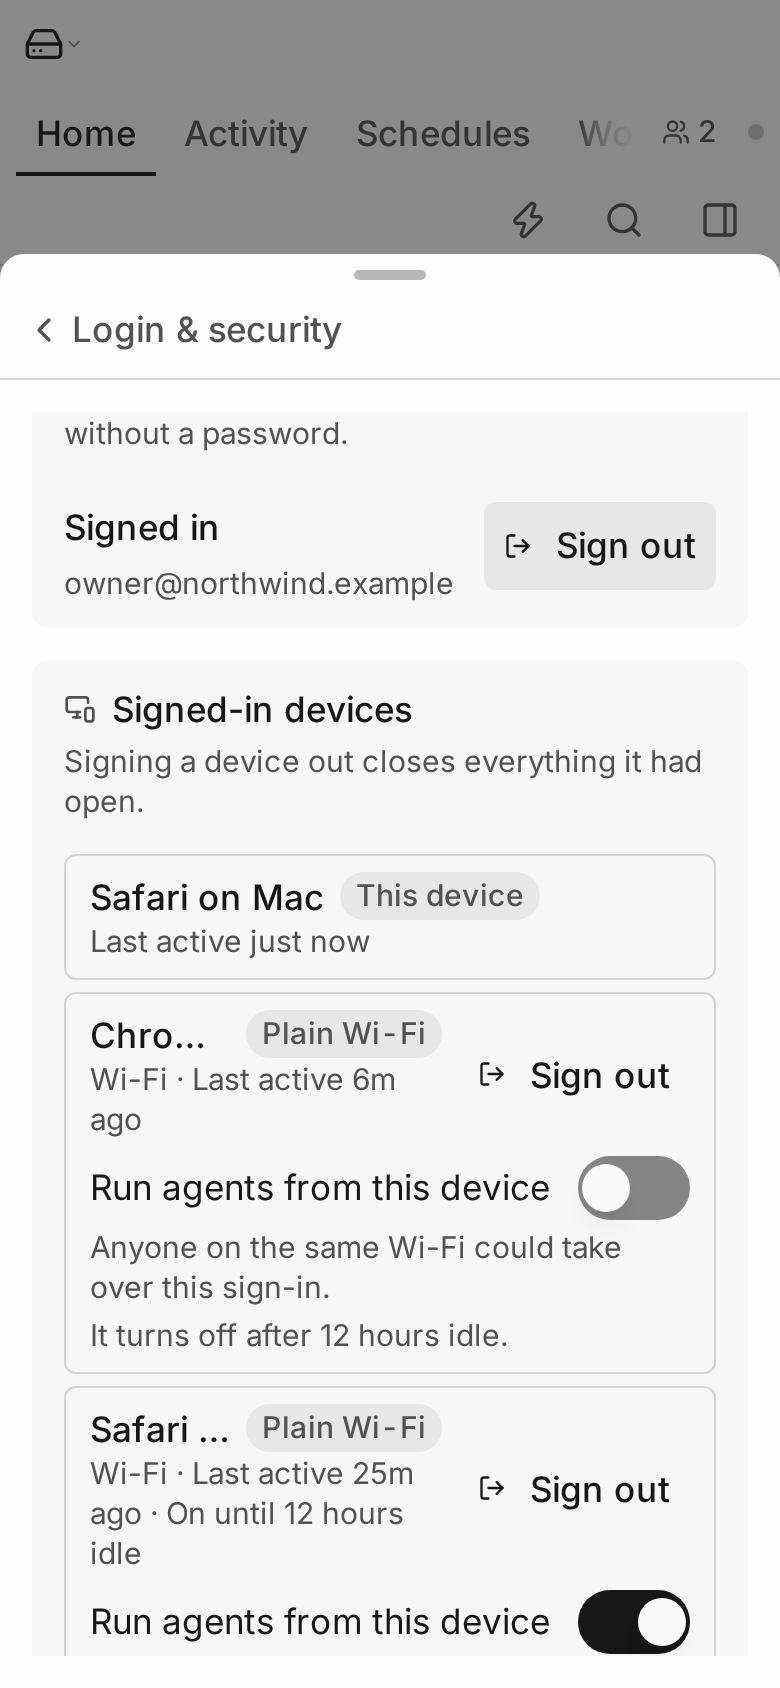 Home Activity Schedules Wo 2
Login & security
without a password.
Signed in
Sign out
owner@northwind.example
Signed-in devices
Signing a device out closes everything it had
open.
Safari on Mac This device
Last active just now
Chro... Plain Wi-Fi
Wi-Fi · Last active 6m
ago
Sign out
Run agents from this device
Anyone on the same Wi-Fi could take
over this sign-in.
It turns off after 12 hours idle.
Safari ... Plain Wi-Fi
Wi-Fi · Last active 25m
ago · On until 12 hours
idle
Sign out
Run agents from this device